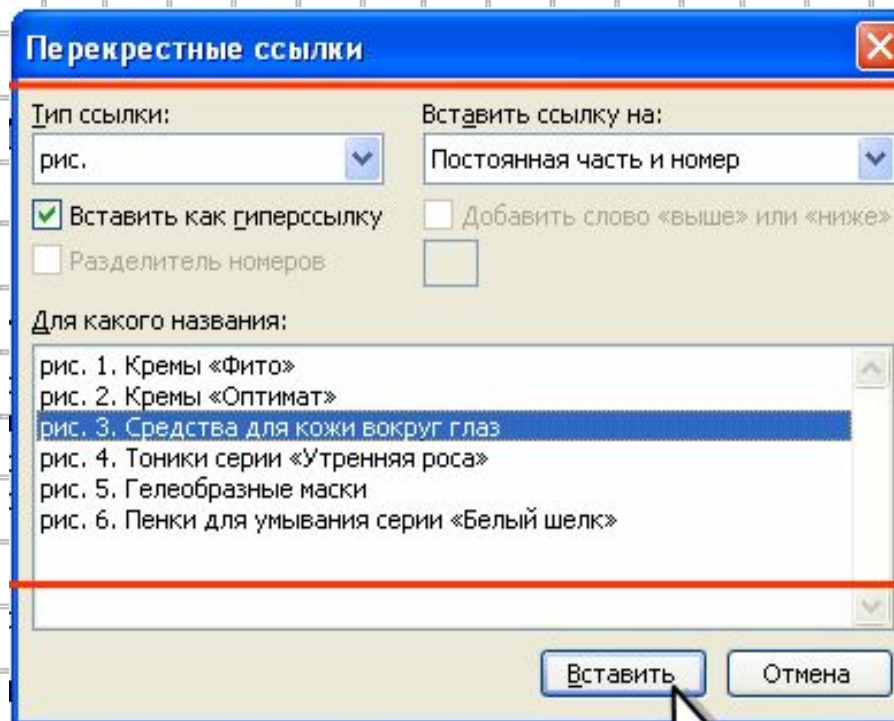 Перекрестные ссылки
Тип ссылки:
Вставить ссылку на:
рис.
Постоянная часть и номер
Вставить как гиперссылку
Добавить слово «выше» или «ниже»
Разделитель номеров
Для какого названия:
рис. 1. Кремы «Фито»
рис. 2. Кремы «Оптимат»
рис. 3. Средства для кожи вокруг глаз
рис. 4. Тоники серии «Утренняя роса»
рис. 5. Гелеобразные маски
рис. 6. Пенки для умывания серии «Белый шелк»
Вставить
Отмена